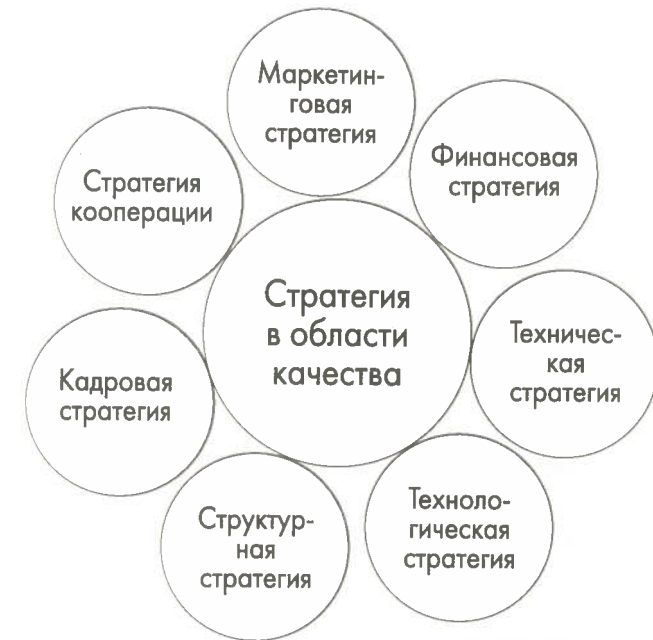 Маркетин-
говая
стратегия
Финансовая
стратегия
Стратегия
кооперации
Стратегия
в области
качества
Техничес-
кая
стратегия
Кадровая
стратегия
Техноло-
гическая
стратегия
Структур-
ная
стратегия